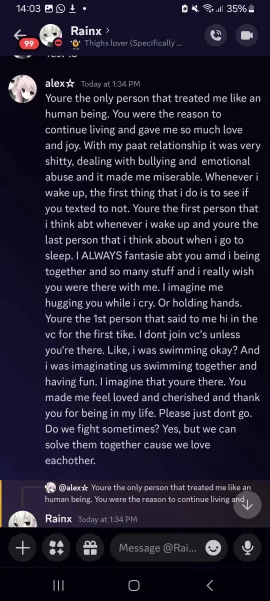 14:03
35%
Rainx >
99
Thighs lover (Specifically ...
alex☆ Today at 1:34 PM
Youre the only person that treated me like an
human being. You were the reason to
continue living and gave me so much love
and joy. With my paat relationship it was very
shitty, dealing with bullying and emotional
abuse and it made me miserable. Whenever i
wake up, the first thing that i do is to see if
you texted to not. Youre the first person that
i think abt whenever i wake up and youre the
last person that i think about when i go to
sleep. I ALWAYS fantasie abt you amd i being
together and so many stuff and i really wish
you were there with me. I imagine me
hugging you while i cry. Or holding hands.
Youre the 1st person that said to me hi in the
vc for the first tike. I dont join vc's unless
you're there. Like, i was swimming okay? And
i was imaginating us swimming together and
having fun. I imagine that youre there. You
made me feel loved and cherished and thank
you for being in my life. Please just dont go.
Do we fight sometimes? Yes, but we can
solve them together cause we love
eachother.
@alex☆ Youre the only person that treated me like an
human being. You were the reason to continue living and
Rainx Today at 1:34 PM
Message @Rai...